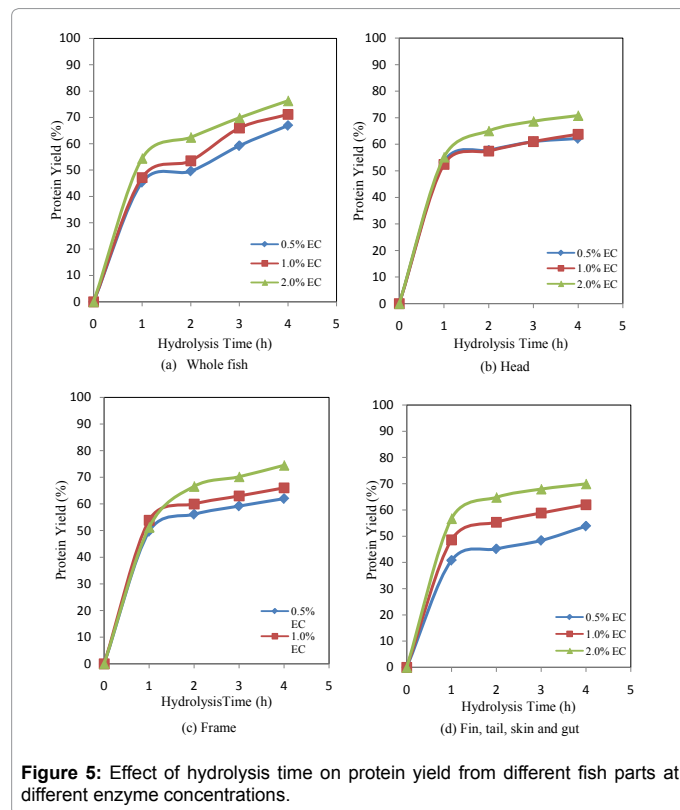 100
90
80
70
60
50
40
30
20
10
0
Protein Yield (%)
0.5% EC
1.0% EC
2.0% EC
0 1 2 3 4 5
Hydrolysis Time (h)
(a) Whole fish
100
90
80
70
60
50
40
30
20
10
0
Protein Yield (%)
0.5% EC
1.0% EC
2.0% EC
0 1 2 3 4 5
Hydrolysis Time (h)
(b) Head
100
90
80
70
60
50
40
30
20
10
0
Protein Yield (%)
0.5%
EC
1.0%
EC
0 1 2 3 4 5
HydrolysisTime (h)
(c) Frame
100
90
80
70
60
50
40
30
20
10
0
Protein Yield (%)
0.5% EC
1.0% EC
2.0% EC
0 1 2 3 4 5
Hydrolysis Time (h)
(d) Fin, tail, skin and gut
Figure 5: Effect of hydrolysis time on protein yield from different fish parts at
different enzyme concentrations.